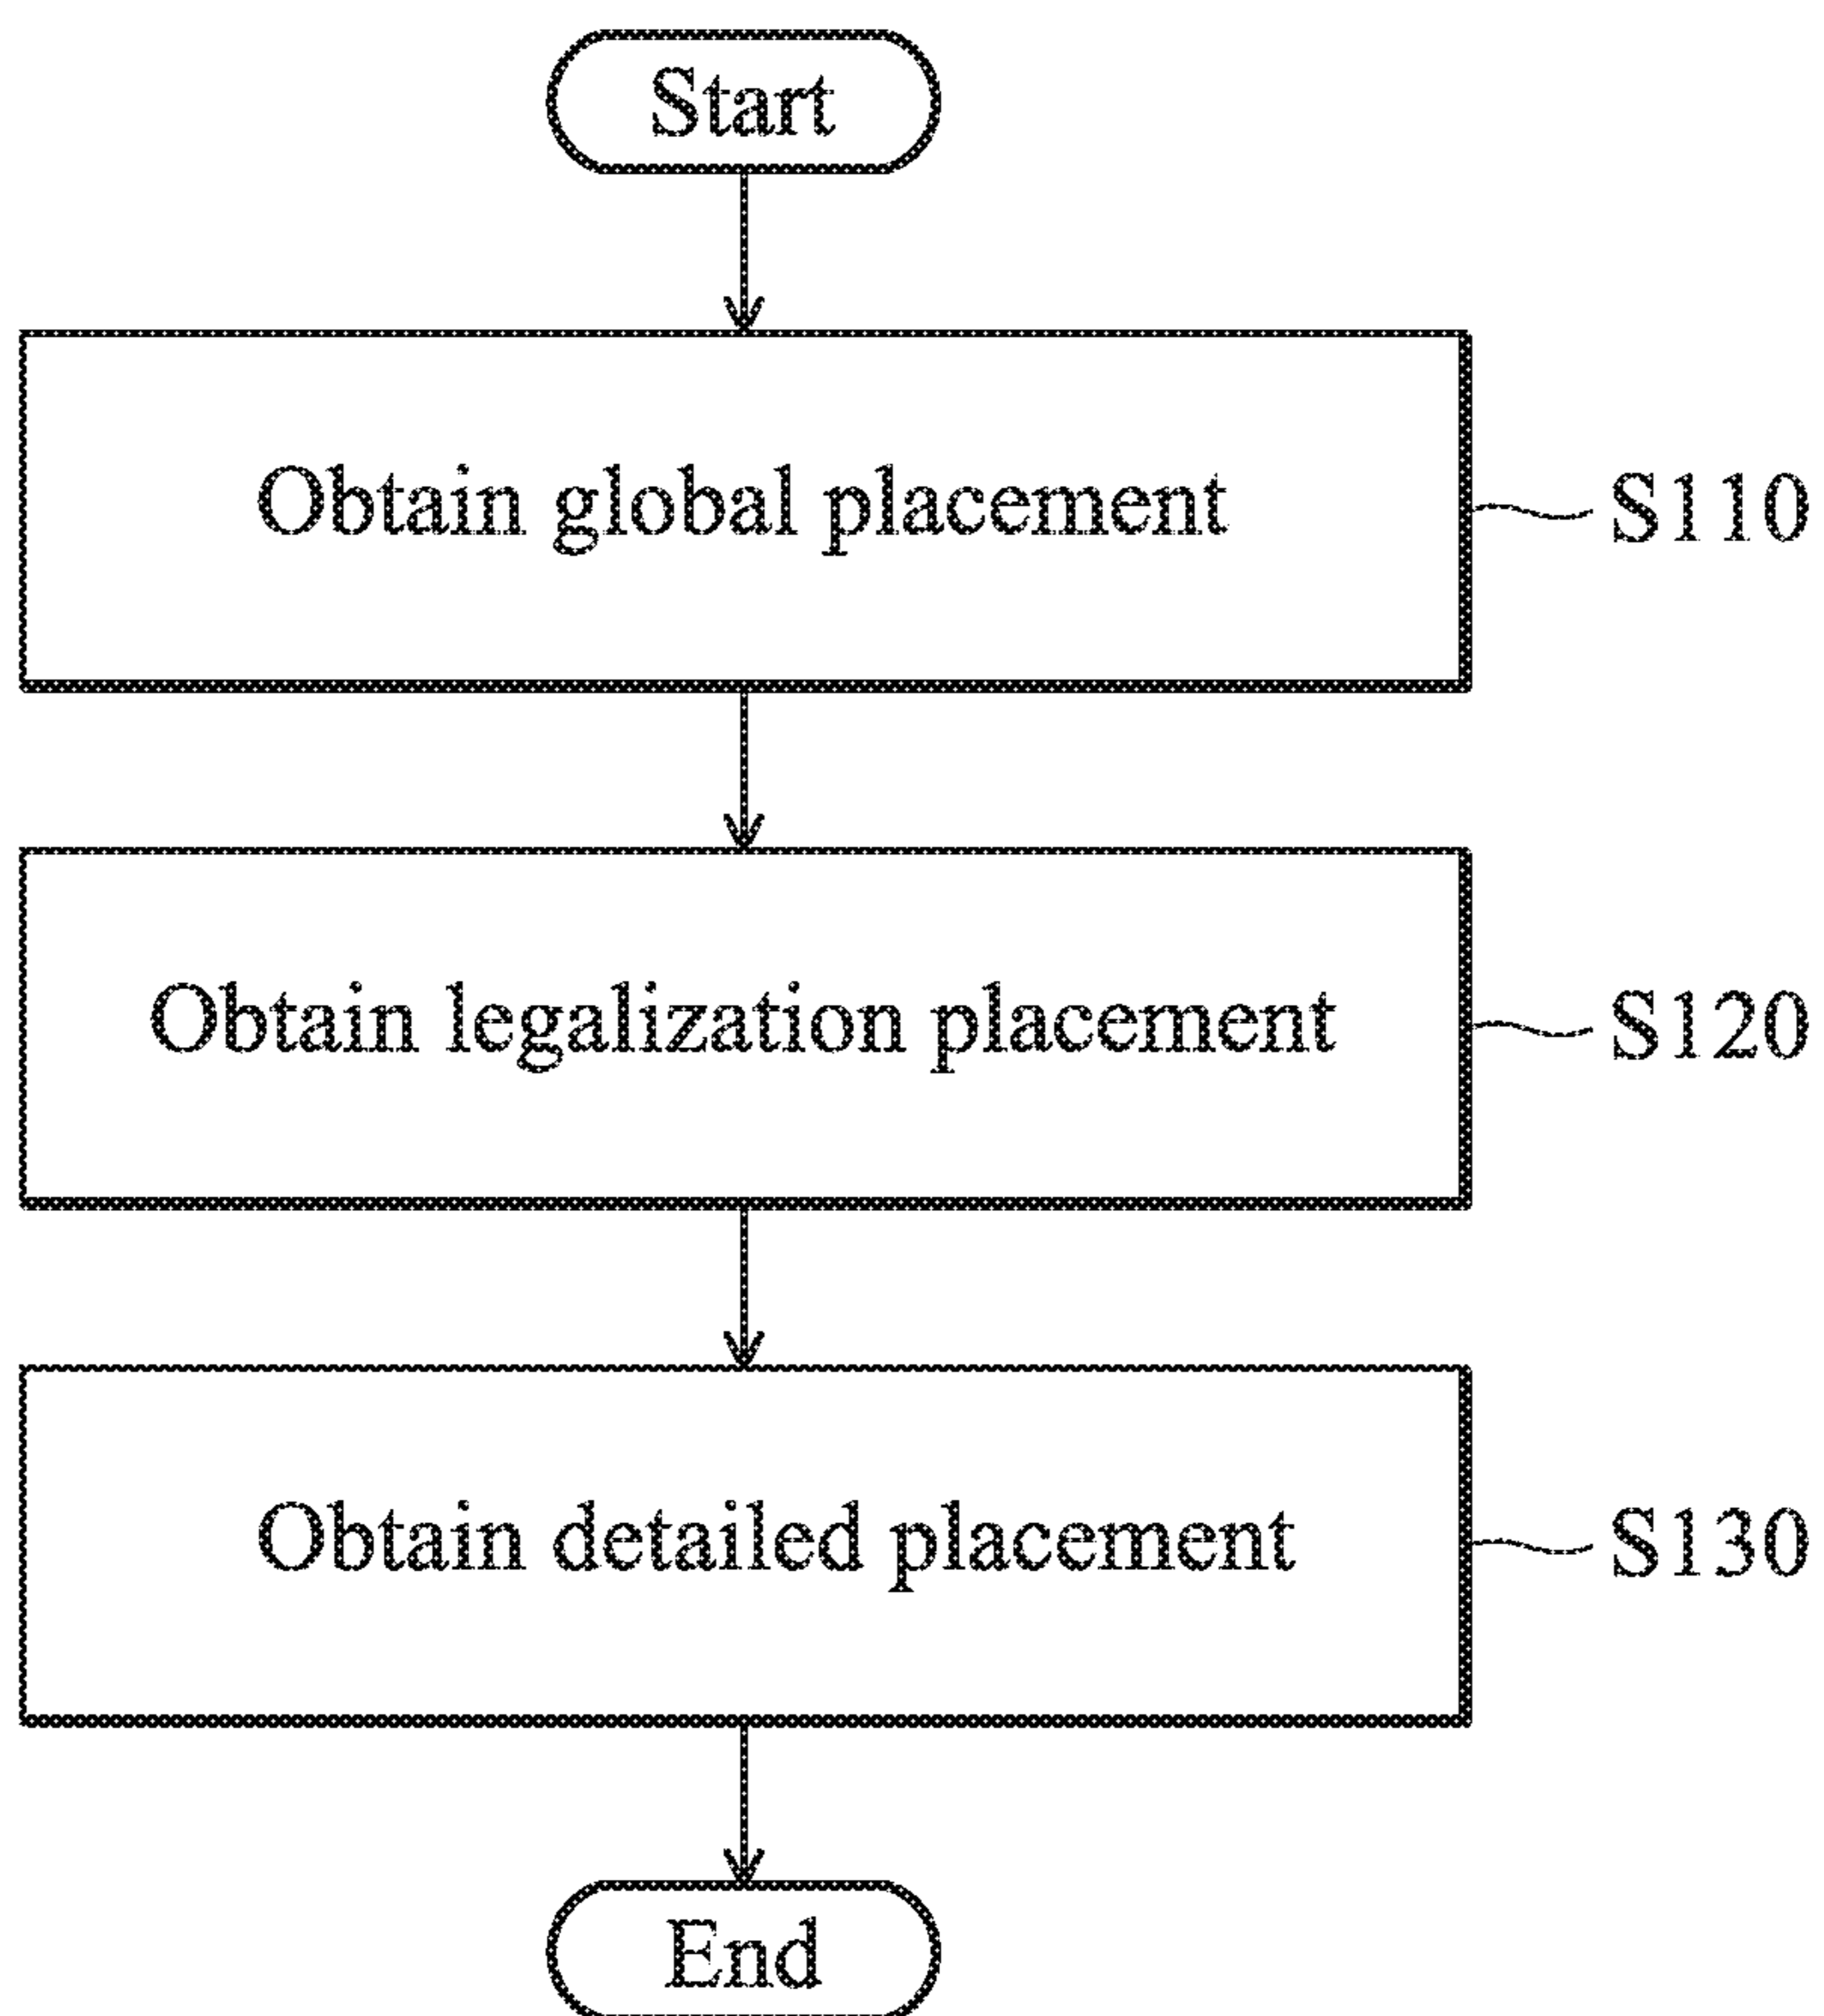 Start
Obtain global placement
S110
Obtain legalization placement
S120
Obtain detailed placement
S130
End